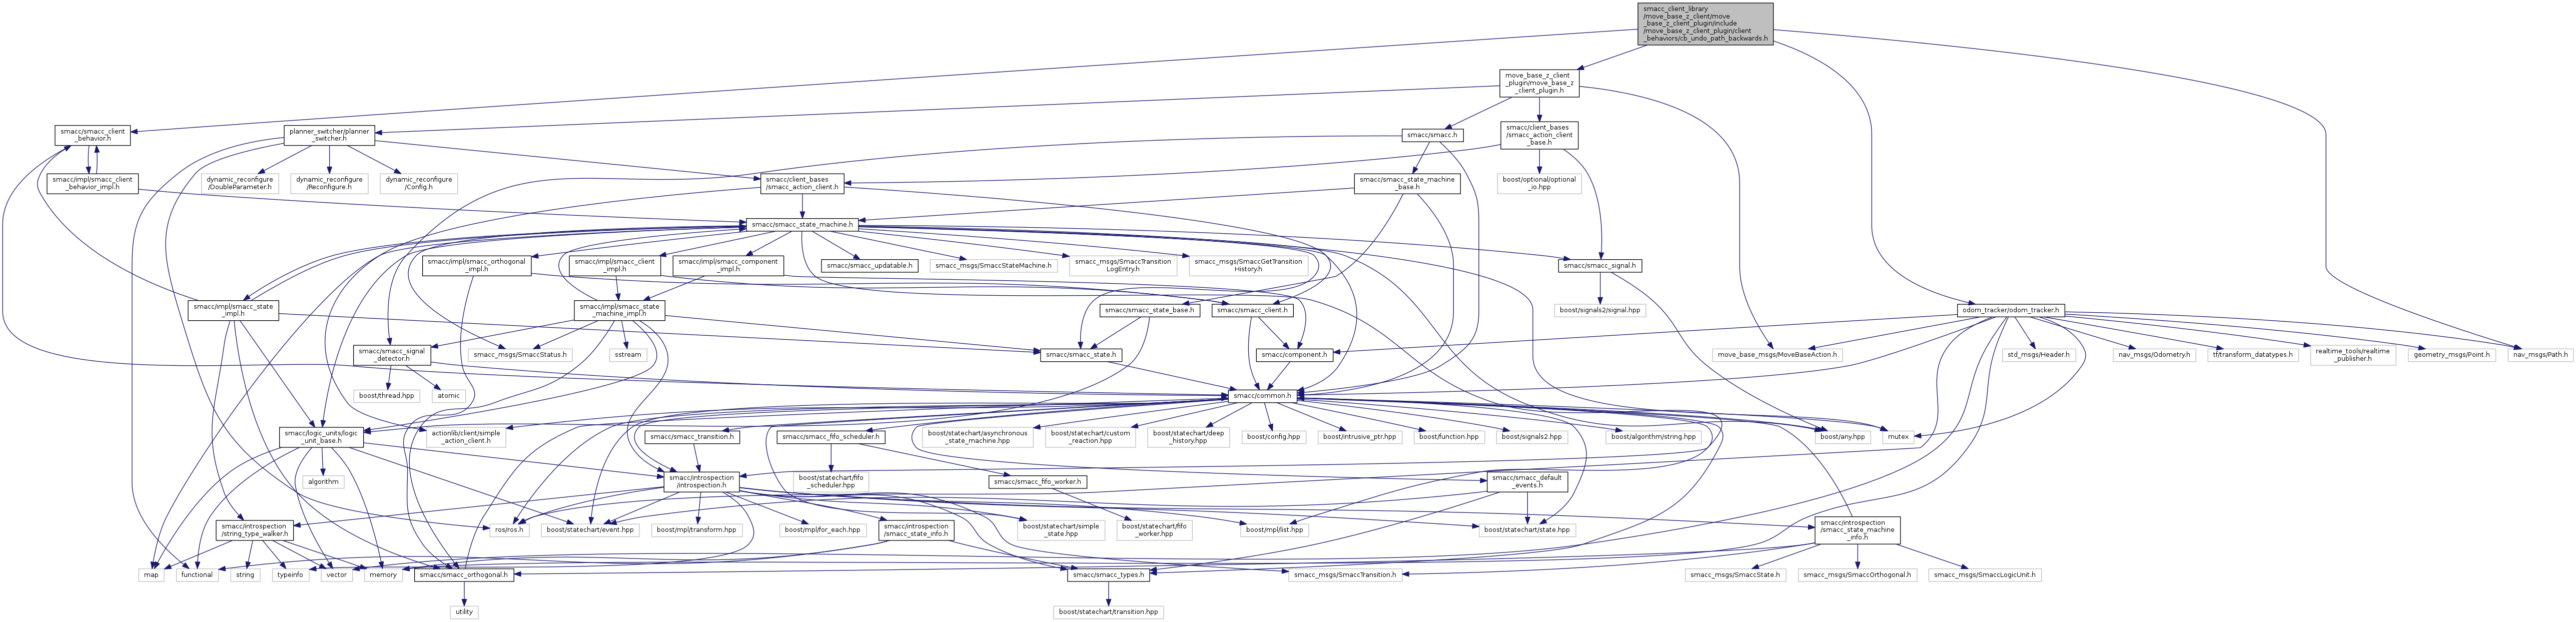 smacc_client_library
/move_base_z_client/move
_base_z_client_plugin/include
/move_base_z_client_plugin/client
_behaviors/cb_undo_path_backwards.h
move_base_z_client
_plugin/move_base_z
_client_plugin.h
smacc/smacc_client
_behavior.h
planner_switcher/planner
_switcher.h
smacc/smacc.h
smacc/client_bases
/smacc_action_client
_base.h
smacc/impl/smacc_client
_behavior_impl.h
dynamic_reconfigure
/DoubleParameter.h
dynamic_reconfigure
/Reconfigure.h
dynamic_reconfigure
/Config.h
smacc/client_bases
/smacc_action_client.h
smacc/smacc_state_machine
_base.h
boost/optional/optional
_io.hpp
smacc/smacc_state_machine.h
smacc/impl/smacc_orthogonal
_impl.h
smacc/impl/smacc_client
_impl.h
smacc/impl/smacc_component
_impl.h
smacc/smacc_updatable.h
smacc_msgs/SmaccStateMachine.h
smacc_msgs/SmaccTransition
LogEntry.h
smacc_msgs/SmaccGetTransition
History.h
smacc/smacc_signal.h
smacc/impl/smacc_state
_impl.h
smacc/impl/smacc_state
_machine_impl.h
smacc/smacc_state_base.h
smacc/smacc_client.h
boost/signals2/signal.hpp
odom_tracker/odom_tracker.h
smacc/smacc_signal
_detector.h
smacc_msgs/SmaccStatus.h
sstream
smacc/smacc_state.h
smacc/component.h
move_base_msgs/MoveBaseAction.h
std_msgs/Header.h
nav_msgs/Odometry.h
tf/transform_datatypes.h
realtime_tools/realtime
_publisher.h
geometry_msgs/Point.h
nav_msgs/Path.h
boost/thread.hpp
atomic
smacc/common.h
smacc/logic_units/logic
_unit_base.h
actionlib/client/simple
_action_client.h
smacc/smacc_transition.h
smacc/smacc_fifo_scheduler.h
boost/statechart/asynchronous
_state_machine.hpp
boost/statechart/custom
_reaction.hpp
boost/statechart/deep
_history.hpp
boost/config.hpp
boost/intrusive_ptr.hpp
boost/function.hpp
boost/signals2.hpp
boost/algorithm/string.hpp
boost/any.hpp
mutex
algorithm
smacc/introspection
/introspection.h
boost/statechart/fifo
_scheduler.hpp
smacc/smacc_fifo_worker.h
smacc/smacc_default
_events.h
smacc/introspection
/string_type_walker.h
ros/ros.h
boost/statechart/event.hpp
boost/mpl/transform.hpp
boost/mpl/for_each.hpp
smacc/introspection
/smacc_state_info.h
boost/statechart/simple
_state.hpp
boost/statechart/fifo
_worker.hpp
boost/mpl/list.hpp
boost/statechart/state.hpp
smacc/introspection
/smacc_state_machine
_info.h
map
functional
string
typeinfo
vector
memory
smacc/smacc_orthogonal.h
smacc/smacc_types.h
smacc_msgs/SmaccTransition.h
smacc_msgs/SmaccState.h
smacc_msgs/SmaccOrthogonal.h
smacc_msgs/SmaccLogicUnit.h
utility
boost/statechart/transition.hpp